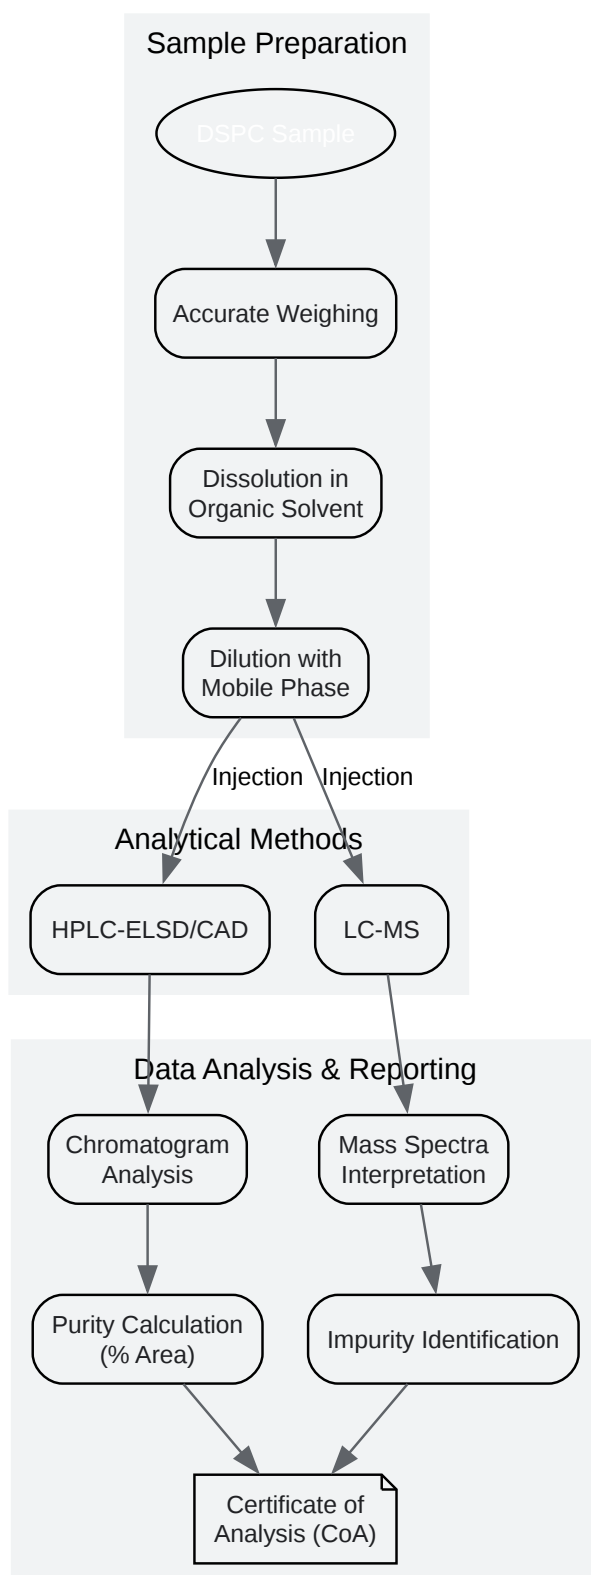 Sample Preparation
DSPC Sample
Accurate Weighing
Dissolution in
Organic Solvent
Dilution with
Mobile Phase
Injection
Injection
Analytical Methods
HPLC-ELSD/CAD
LC-MS
Data Analysis & Reporting
Chromatogram
Analysis
Mass Spectra
Interpretation
Purity Calculation
(% Area)
Impurity Identification
Certificate of
Analysis (CoA)